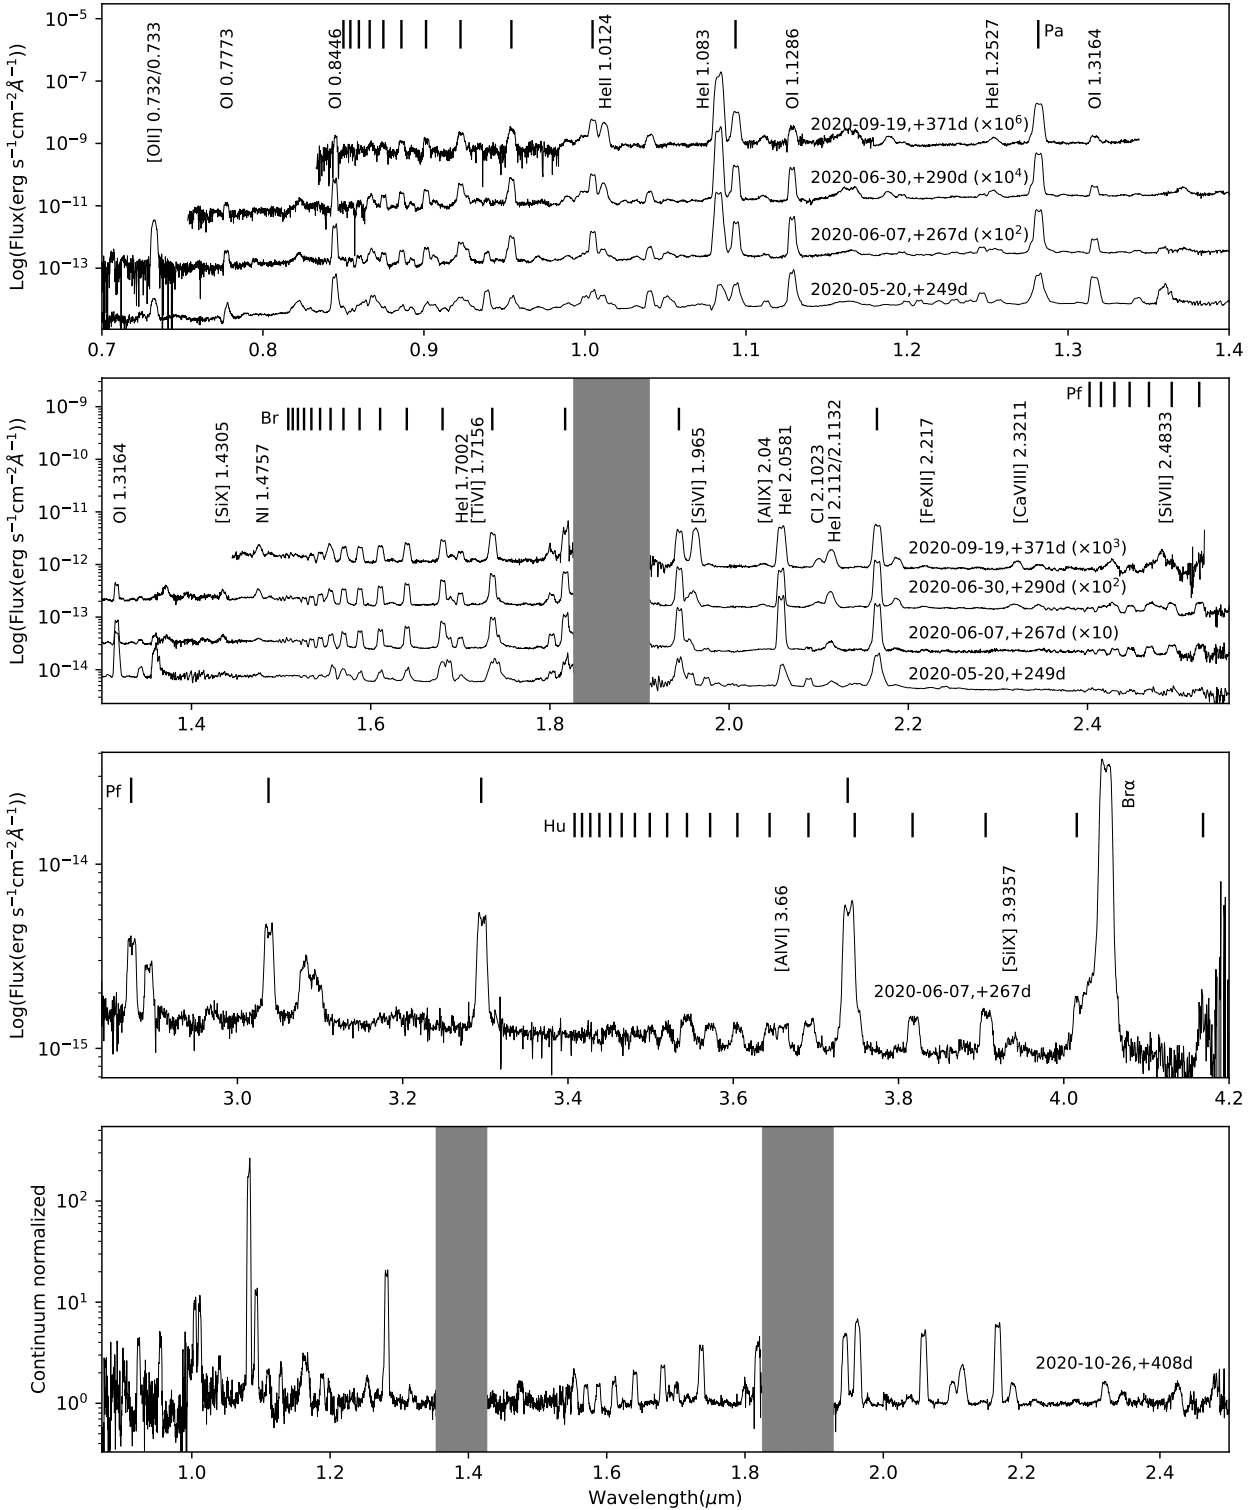 Log(Flux(erg s⁻¹cm⁻²Å⁻¹))
10⁻⁵
10⁻⁷
10⁻⁹
10⁻¹¹
10⁻¹³
[OIII] 0.732/0.733
OI 0.7773
OI 0.8446
HeII 1.0124
HeI 1.083
OI 1.1286
HeI 1.2527
Pa
OI 1.3164
2020-09-19,+371d (×10⁶)
2020-06-30,+290d (×10⁴)
2020-06-07,+267d (×10²)
2020-05-20,+249d
0.7 0.8 0.9 1.0 1.1 1.2 1.3 1.4
Log(Flux(erg s⁻¹cm⁻²Å⁻¹))
10⁻⁹
10⁻¹⁰
10⁻¹¹
10⁻¹²
10⁻¹³
10⁻¹⁴
OI 1.3164
[SiX] 1.4305
NI 1.4757
Br
HeI 1.7002
[TiVI] 1.7156
[SiVI] 1.965
[AlIX] 2.04
HeI 2.0581
CI 2.1023
HeI 2.112/2.1132
[FeXII] 2.217
[CaVIII] 2.3211
Pf
[SiVII] 2.4833
2020-09-19,+371d (×10³)
2020-06-30,+290d (×10²)
2020-06-07,+267d (×10)
2020-05-20,+249d
1.4 1.6 1.8 2.0 2.2 2.4
Log(Flux(erg s⁻¹cm⁻²Å⁻¹))
10⁻¹⁴
10⁻¹⁵
Pf
Hu
[AlVI] 3.66
[SiIX] 3.9357
Brα
2020-06-07,+267d
3.0 3.2 3.4 3.6 3.8 4.0 4.2
Continuum normalized
10²
10¹
10⁰
2020-10-26,+408d
1.0 1.2 1.4 1.6 1.8 2.0 2.2 2.4
Wavelength(μm)